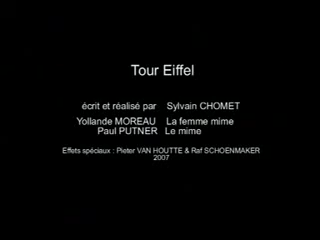 Tour Eiffel
écrit et réalisé par Sylvain CHOMET
Yollande MOREAU La femme mime
Paul PUTNER Le mime
Effets spéciaux : Pieter VAN HOUTTE & Raf SCHOENMAKER
2007